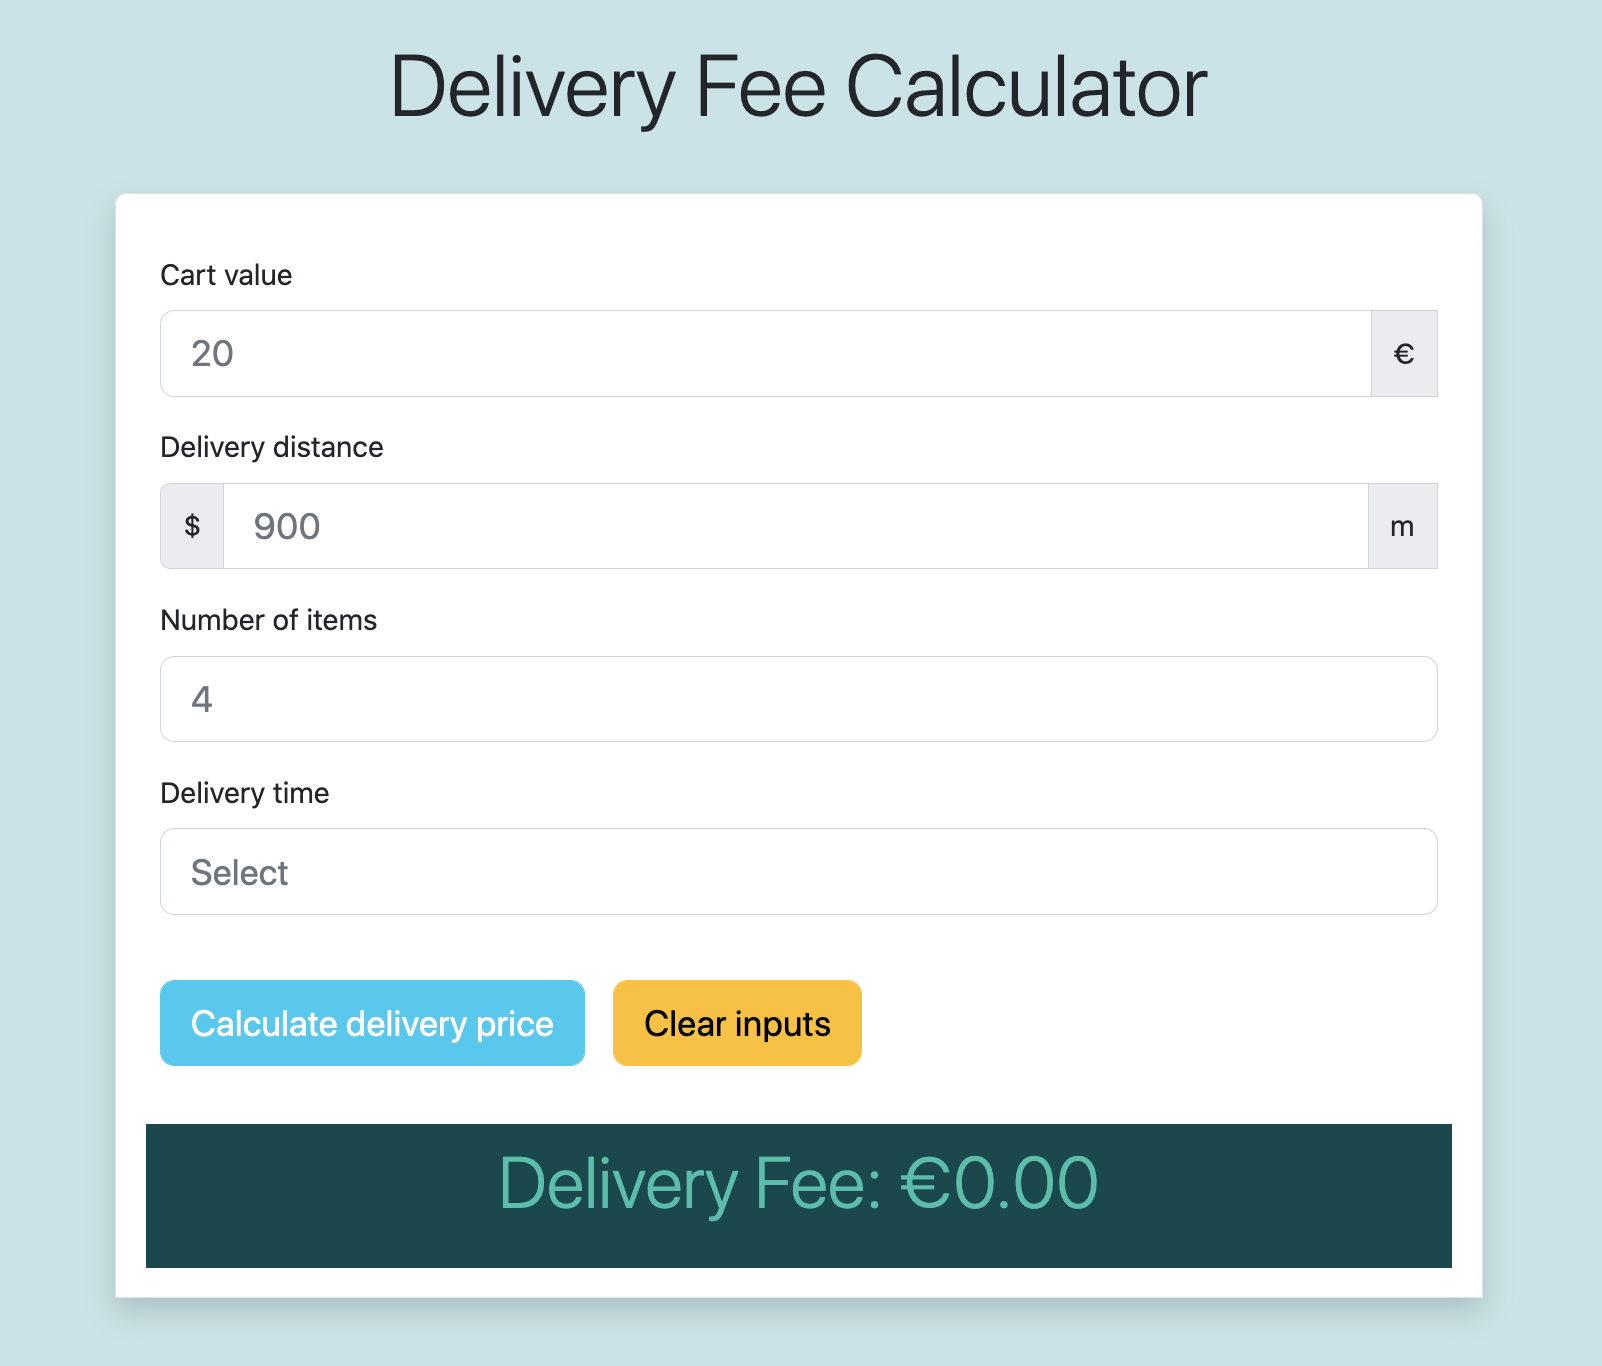 Delivery Fee Calculator
Cart value
20 €
Delivery distance
$ 900 m
Number of items
4
Delivery time
Select
Calculate delivery price Clear inputs
Delivery Fee: €0.00